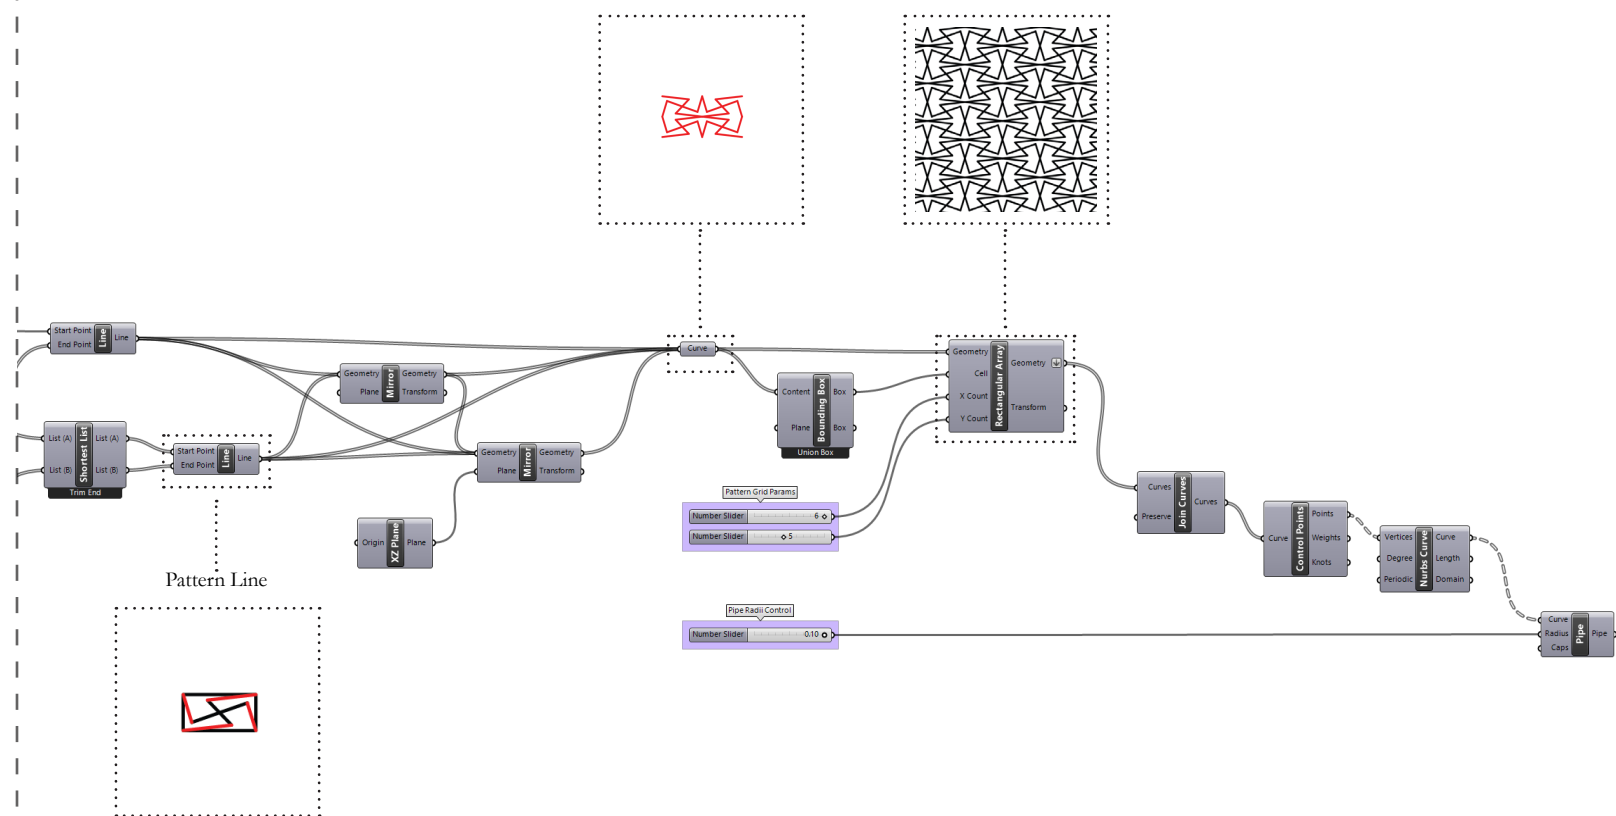 Start Point
End Point
Line
Line
Geometry
Plane
Mirror
Geometry
Transform
List (A)
List (B)
Shortest List
List (A)
List (B)
Trim End
Start Point
End Point
Line
Line
Geometry
Plane
Mirror
Geometry
Transform
Origin
XZ Plane
Plane
Pattern Line
Curve
Content
Plane
Bounding Box
Box
Box
Union Box
Geometry
Cell
X Count
Y Count
Rectangular Array
Geometry
Transform
Pattern Grid Params
Number Slider
6
Number Slider
5
Pipe Radii Control
Number Slider
0.10
Curves
Preserve
Join Curves
Curves
Curve
Control Points
Points
Weights
Knots
Vertices
Degree
Periodic
Nurbs Curve
Curve
Length
Domain
Curve
Radius
Caps
Pipe
Pipe